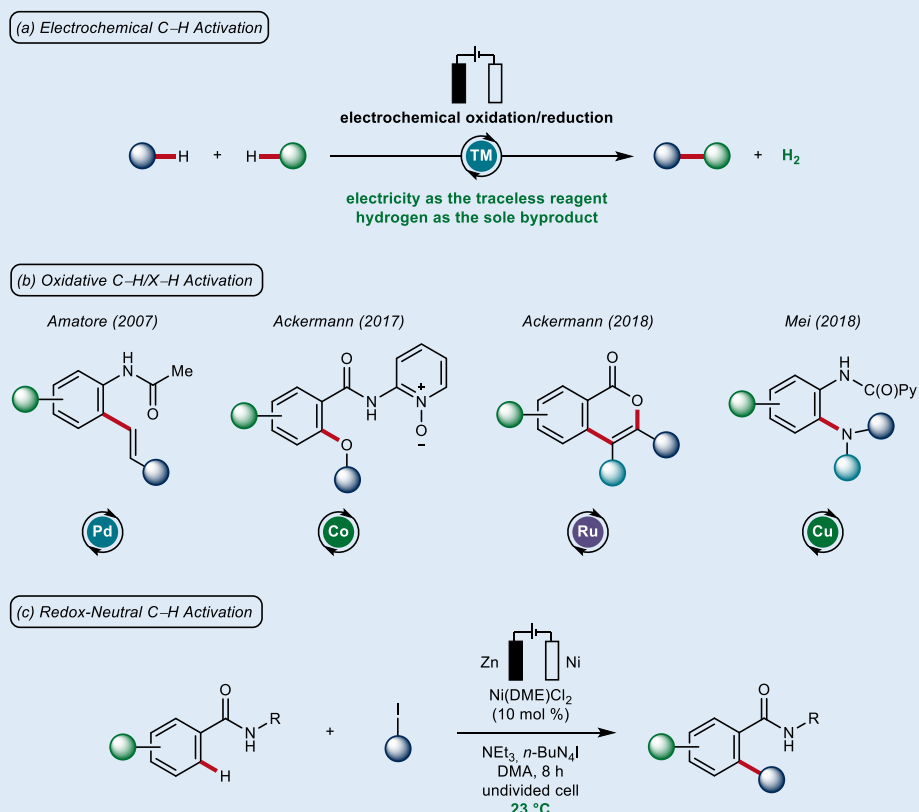 (a) Electrochemical C–H Activation
electrochemical oxidation/reduction
H + H TM + H₂
electricity as the traceless reagent
hydrogen as the sole byproduct
(b) Oxidative C–H/X–H Activation
Amatore (2007) Ackermann (2017) Ackermann (2018) Mei (2018)
H N Me O
O N H N + O –
O O
H N C(O)Py N
Pd Co Ru Cu
(c) Redox-Neutral C–H Activation
Zn Ni
Ni(DME)Cl₂
(10 mol %)
O R N H H + I
NEt₃, n-BuN₄I
DMA, 8 h
undivided cell
23 °C
O R N H